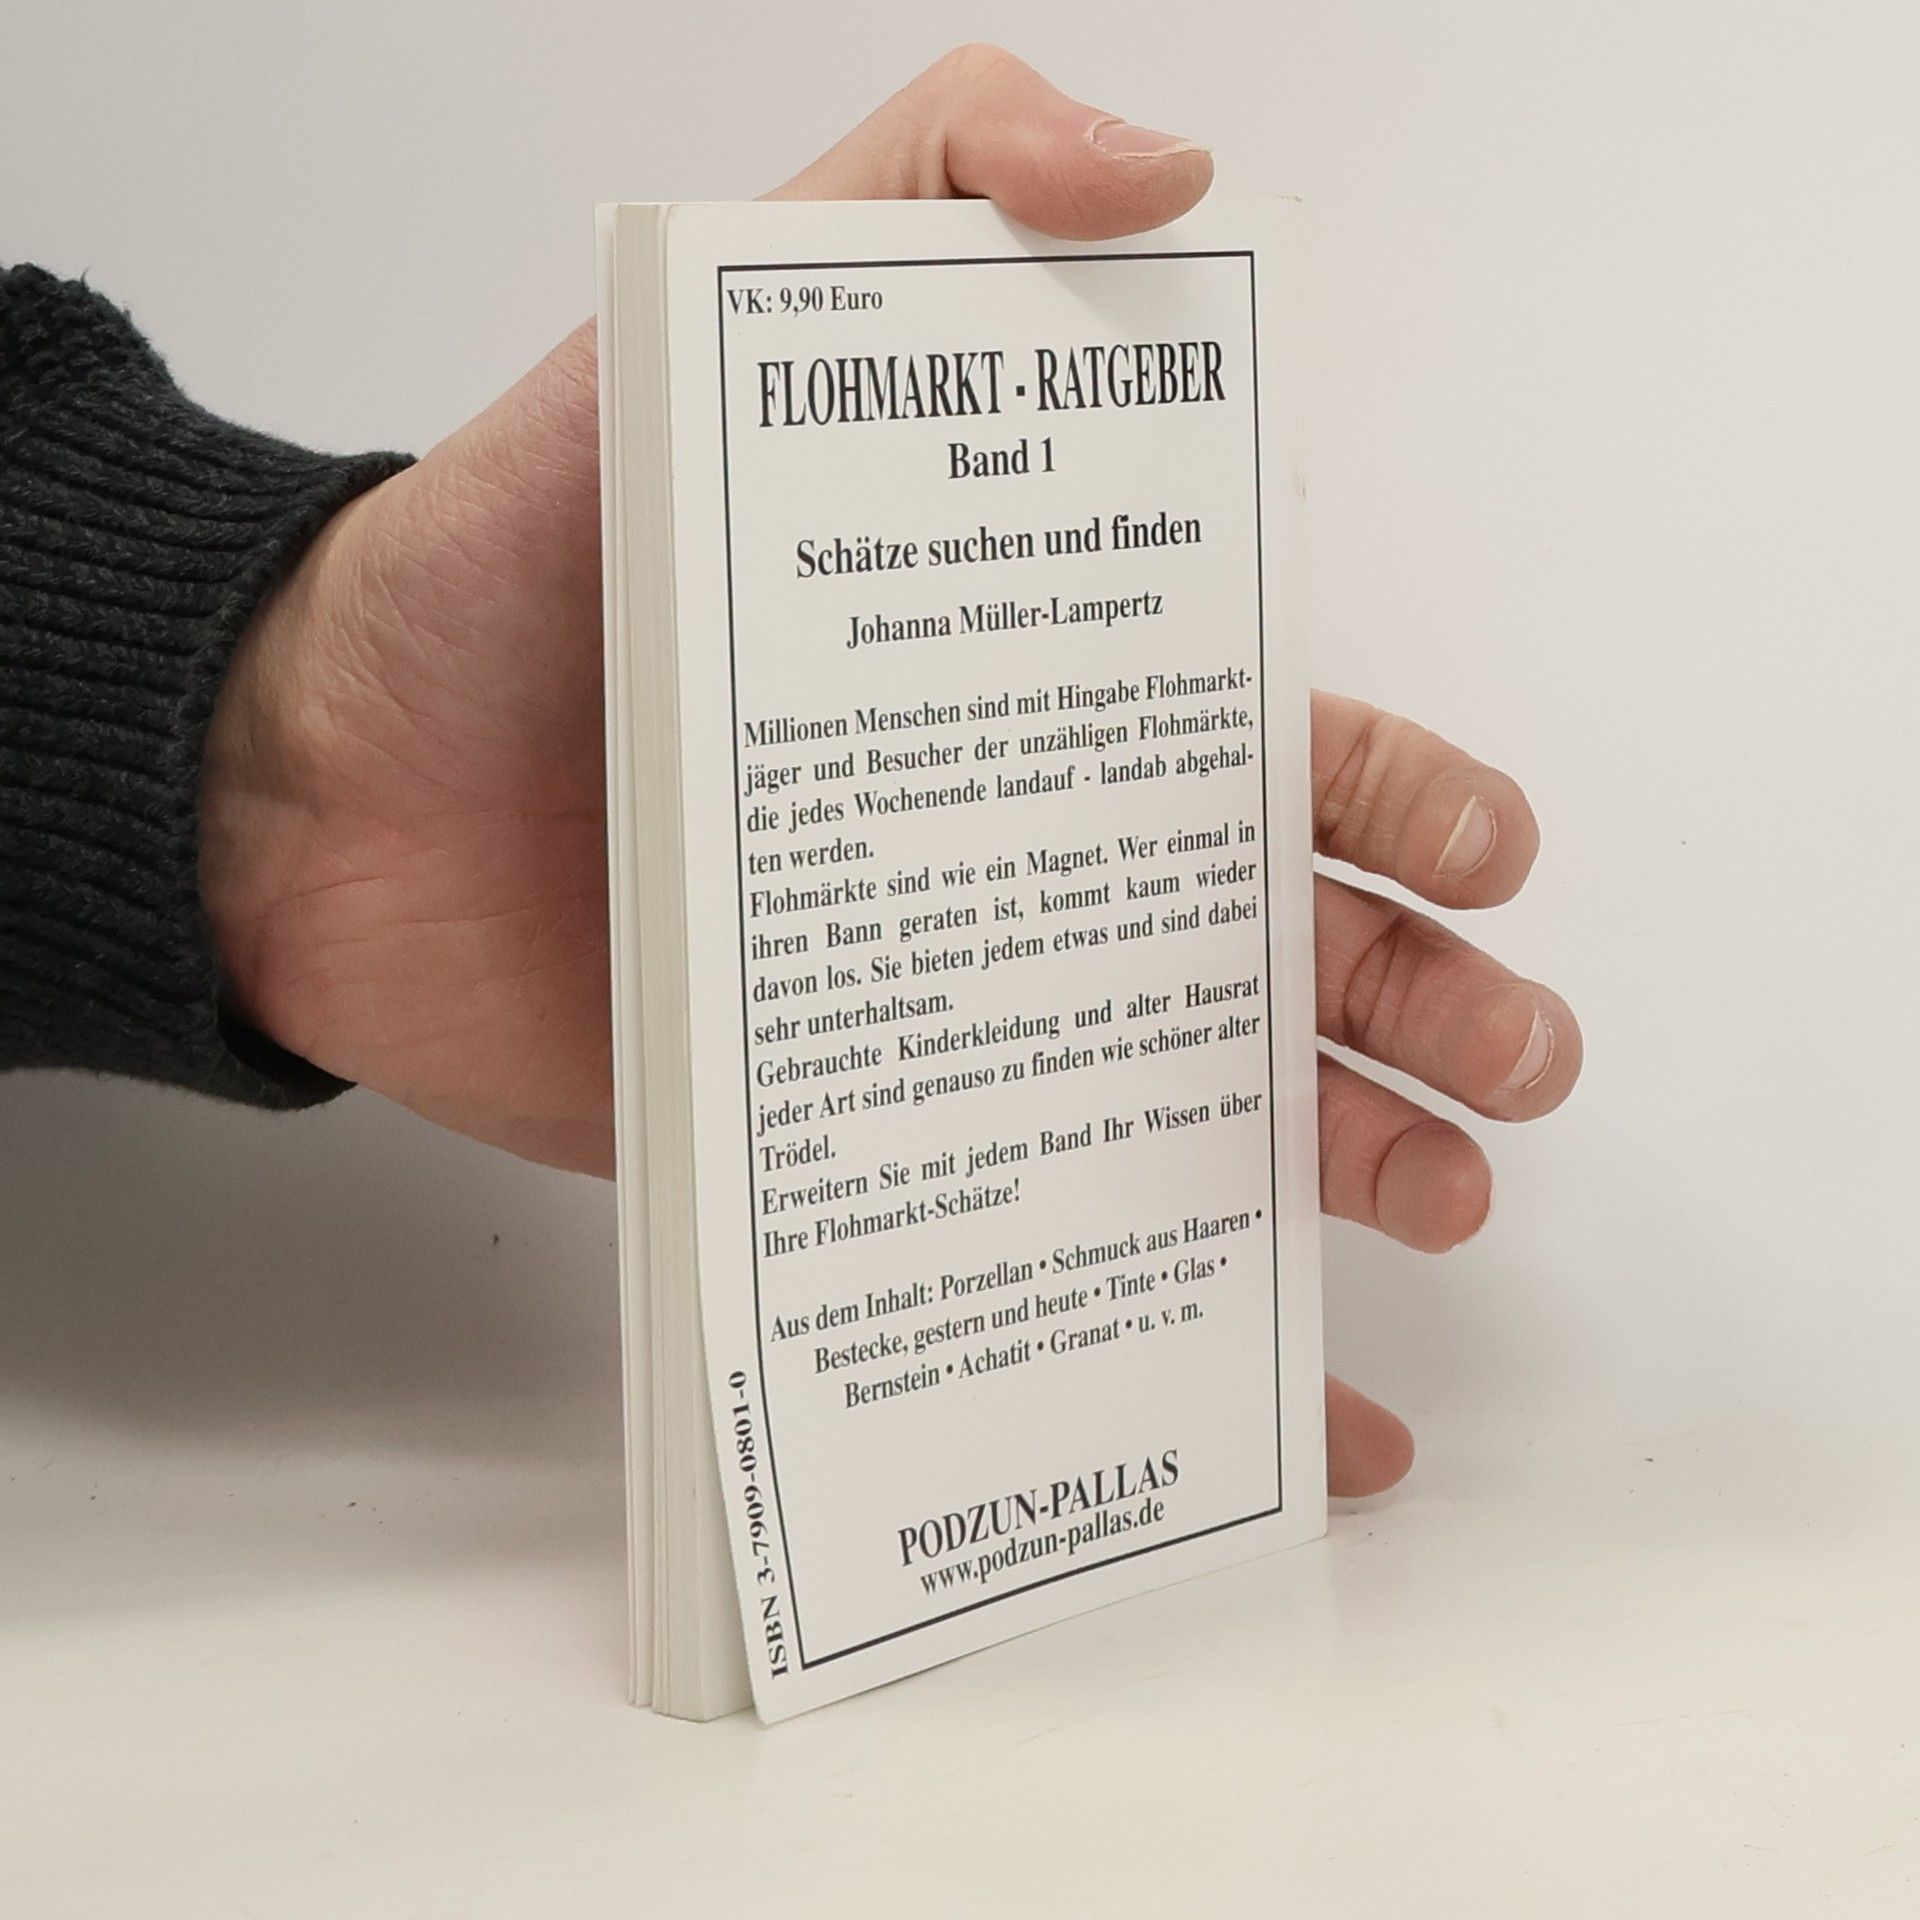 VK: 9,90 Euro
FLOHMARKT - RATGEBER
Band 1
Schätze suchen und finden
Johanna Müller-Lampertz
Millionen Menschen sind mit Hingabe Flohmarkt-
jäger und Besucher der unzähligen Flohmärkte,
die jedes Wochenende landauf - landab abgehal-
ten werden.
Flohmärkte sind wie ein Magnet. Wer einmal in
ihren Bann geraten ist, kommt kaum wieder
davon los. Sie bieten jedem etwas und sind dabei
sehr unterhaltsam.
Gebrauchte Kinderkleidung und alter Hausrat
jeder Art sind genauso zu finden wie schöner alter
Trödel.
Erweitern Sie mit jedem Band Ihr Wissen über
Ihre Flohmarkt-Schätze!
Aus dem Inhalt: Porzellan • Schmuck aus Haaren •
Bestecke, gestern und heute • Tinte • Glas •
Bernstein • Achatit • Granat • u. v. m.
PODZUN-PALLAS
www.podzun-pallas.de
ISBN 3-7909-0801-0